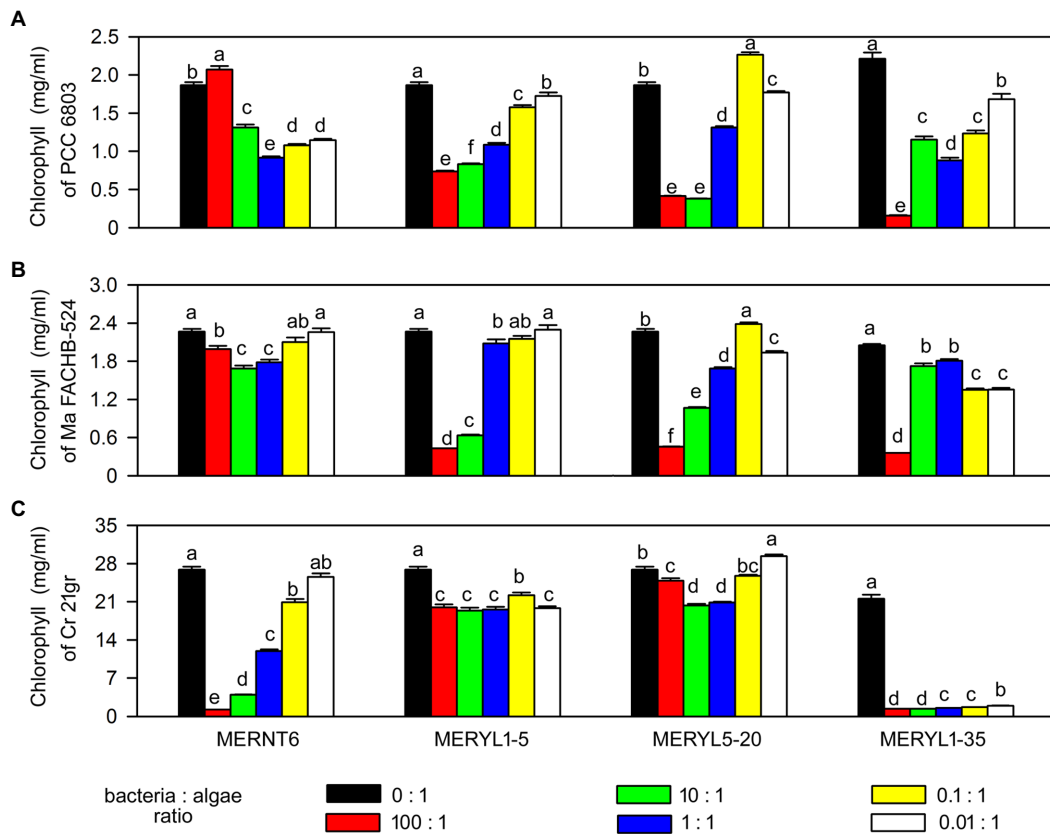 A
Chlorophyll (mg/ml)
of PCC 6803
2.5
2.0
1.5
1.0
0.5
0
b a c e d d
a e f d c b
b e e d a c
a e c d c b
B
Chlorophyll (mg/ml)
of Ma FACHB-524
3.0
2.4
1.8
1.2
0.6
0
a b c c ab a
a d c b ab a
b f e d a c
a d b b c c
C
Chlorophyll (mg/ml)
of Cr 21gr
35
28
21
14
7
0
a e d c b ab
a c c c b c
b c d d bc a
a d d c c b
MERNT6 MERYL1-5 MERYL5-20 MERYL1-35
bacteria : algae
ratio
0 : 1 10 : 1 0.1 : 1
100 : 1 1 : 1 0.01 : 1